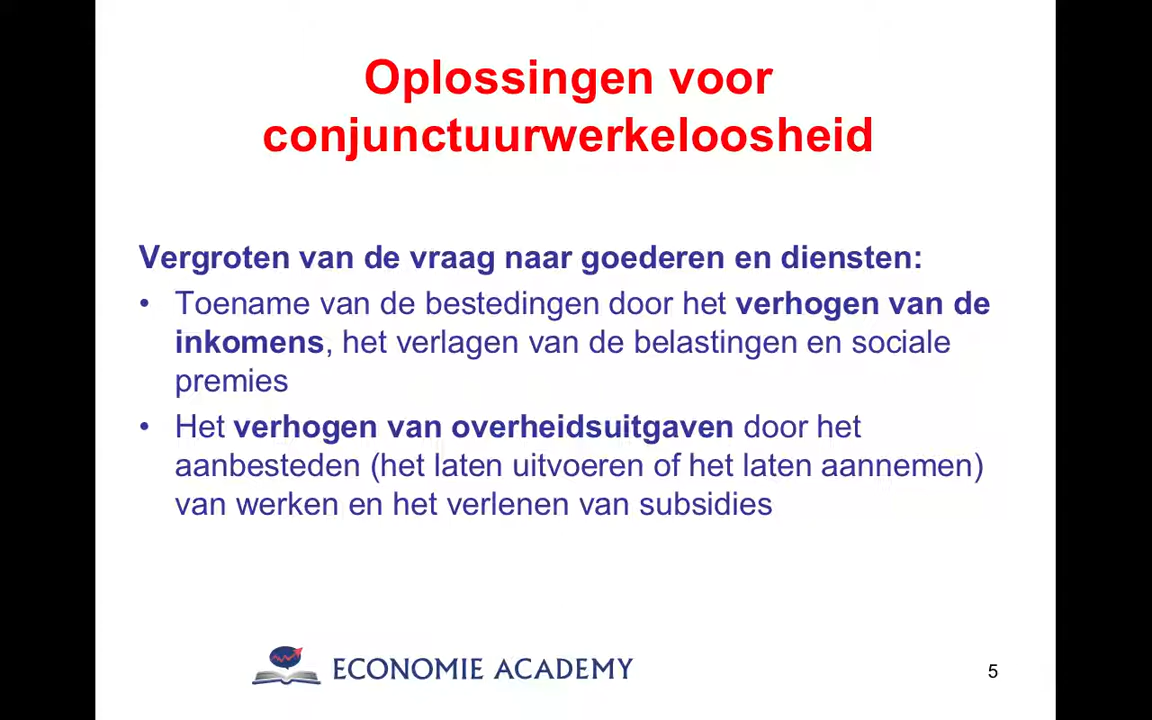 Oplossingen voor
conjunctuurwerkeloosheid
Vergroten van de vraag naar goederen en diensten:
• Toename van de bestedingen door het verhogen van de
inkomens, het verlagen van de belastingen en sociale
premies
• Het verhogen van overheidsuitgaven door het
aanbesteden (het laten uitvoeren of het laten aannemen)
van werken en het verlenen van subsidies
ECONOMIE ACADEMY
5